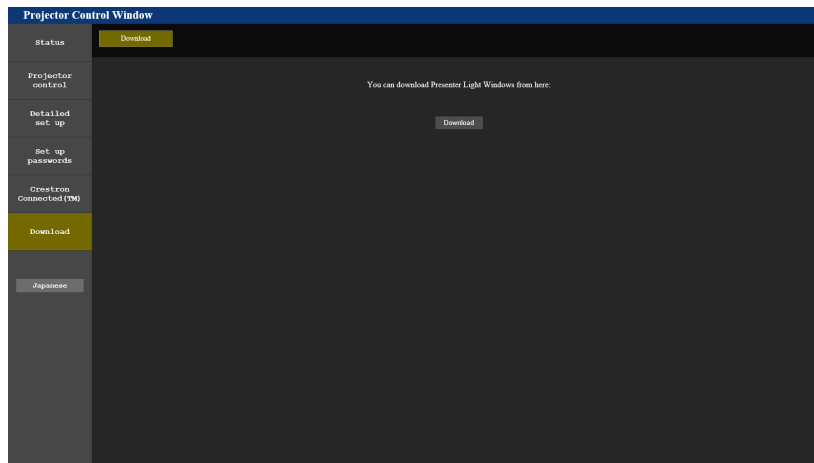 Projector Control Window
Status
Download
Projector
control
You can download Presenter Light Windows from here:
Detailed
set up
Download
Set up
passwords
Crestron
Connected(TM)
Download
Japanese